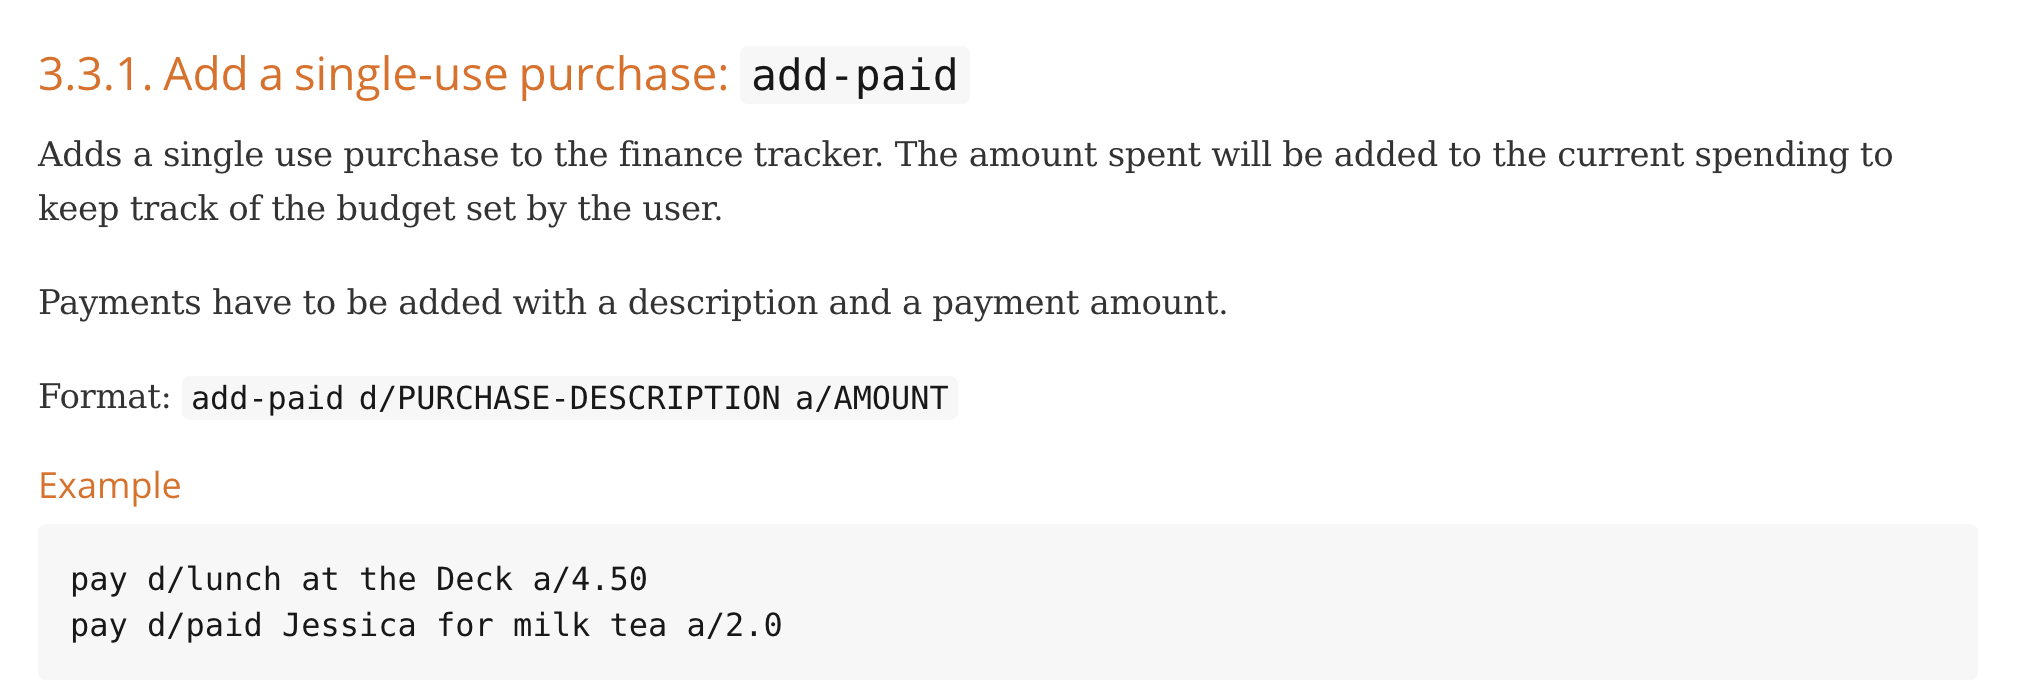 3.3.1. Add a single-use purchase: add-paid
Adds a single use purchase to the finance tracker. The amount spent will be added to the current spending to
keep track of the budget set by the user.
Payments have to be added with a description and a payment amount.
Format: add-paid d/PURCHASE-DESCRIPTION a/AMOUNT
Example
pay d/lunch at the Deck a/4.50
pay d/paid Jessica for milk tea a/2.0